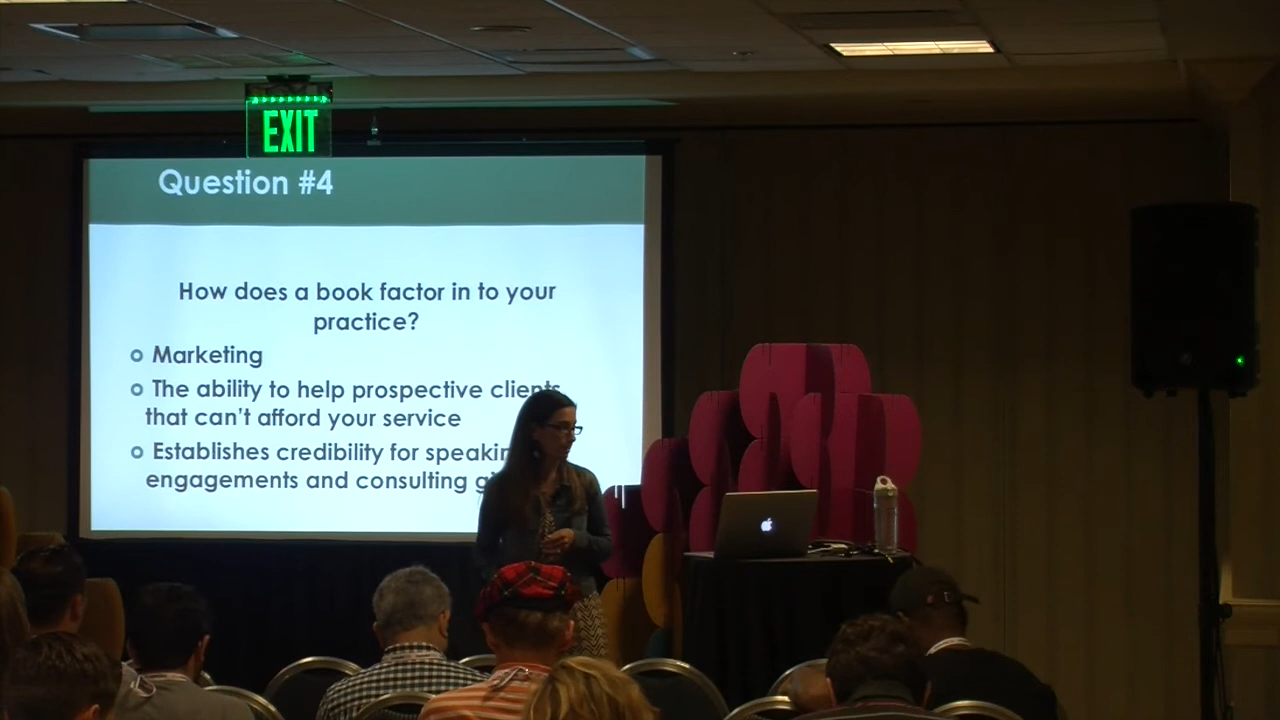 EXIT
Question #4
How does a book factor in to your
practice?
Marketing
The ability to help prospective clients
that can't afford your service
Establishes credibility for speakin
engagements and consulting g